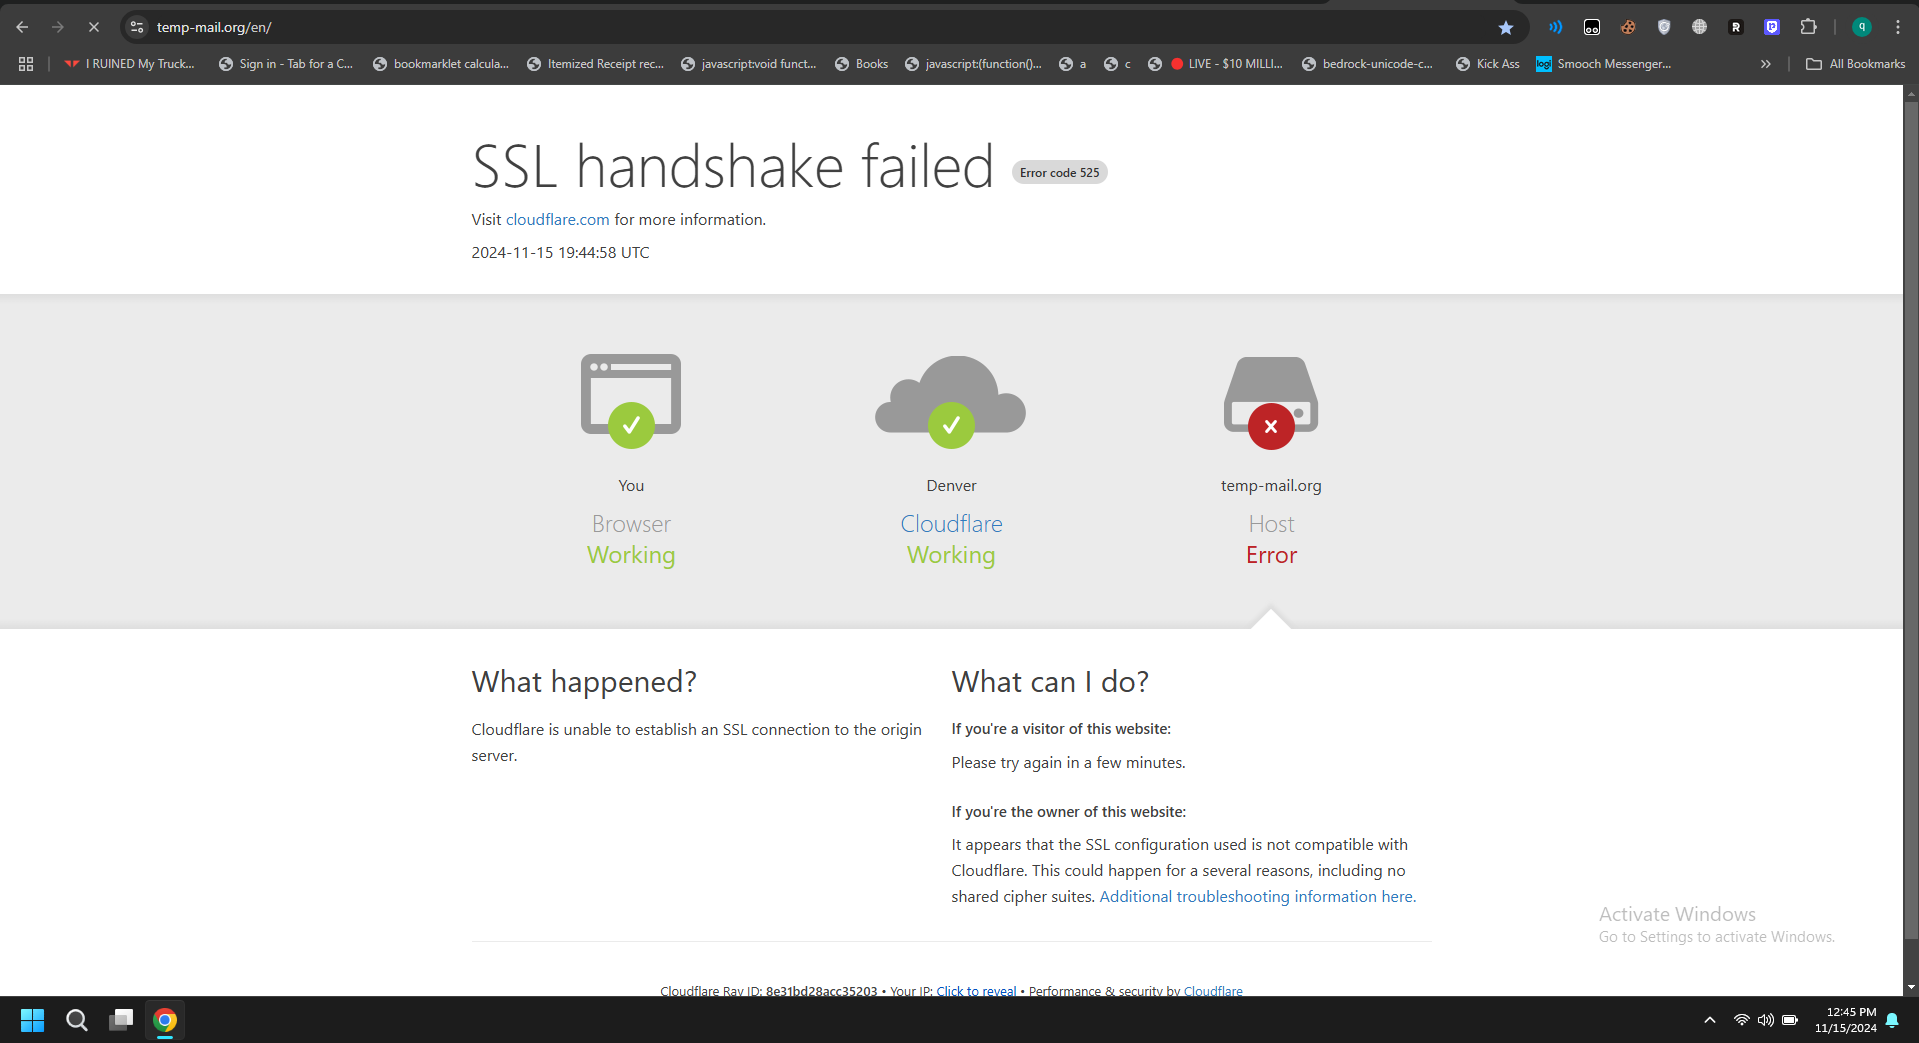 temp-mail.org/en/
q
I RUINED My Truck...
Sign in - Tab for a C...
bookmarklet calcula...
Itemized Receipt rec...
javascript:void funct...
Books
javascript:(function()...
a
c
LIVE - $10 MILLI...
bedrock-unicode-c...
Kick Ass
logi
Smooch Messenger...
All Bookmarks
SSL handshake failed Error code 525
Visit cloudflare.com for more information.
2024-11-15 19:44:58 UTC
You
Browser
Working
Denver
Cloudflare
Working
temp-mail.org
Host
Error
What happened?
Cloudflare is unable to establish an SSL connection to the origin
server.
What can I do?
If you're a visitor of this website:
Please try again in a few minutes.
If you're the owner of this website:
It appears that the SSL configuration used is not compatible with
Cloudflare. This could happen for a several reasons, including no
shared cipher suites. Additional troubleshooting information here.
Activate Windows
Go to Settings to activate Windows.
Cloudflare Ray ID: 8e31bd28acc35203 • Your IP: Click to reveal • Performance & security by Cloudflare
12:45 PM
11/15/2024